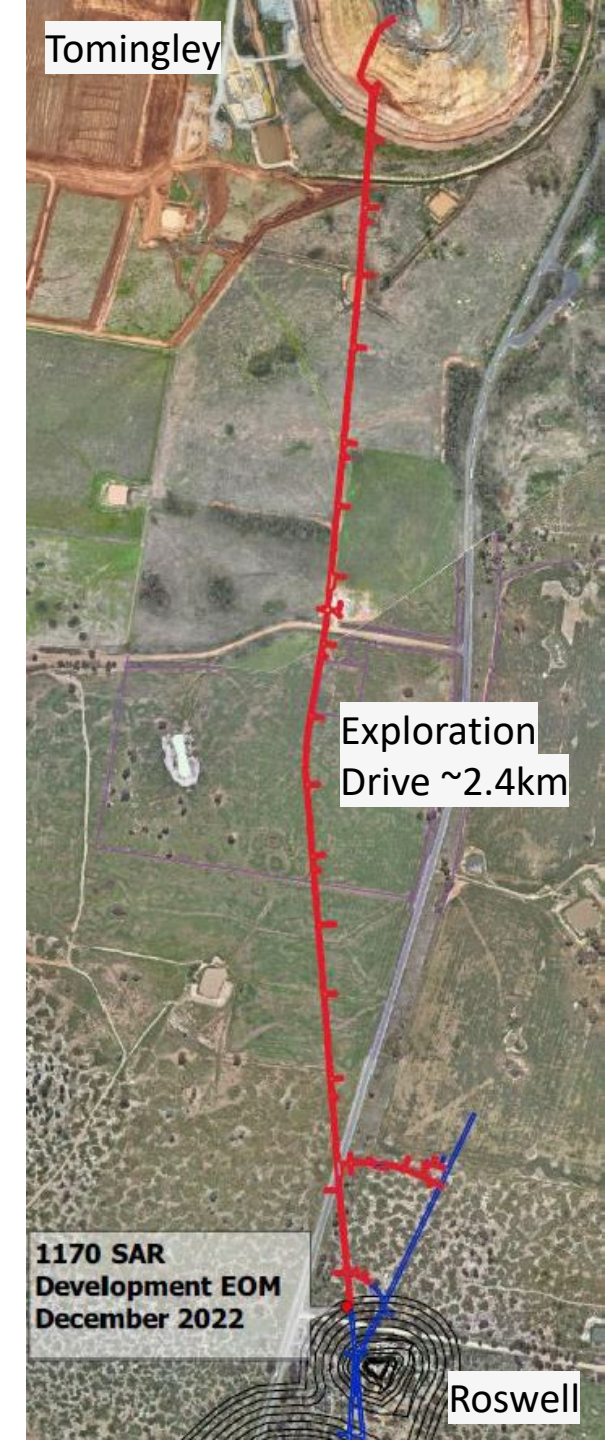 Tomingley
Exploration
Drive ~2.4km
1170 SAR
Development EOM
December 2022
Roswell